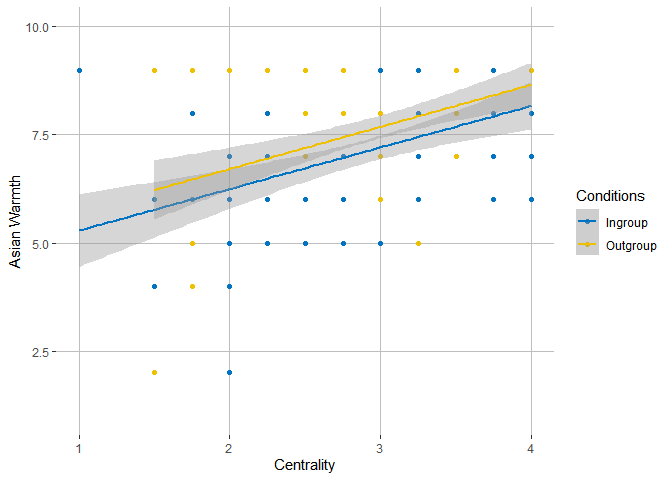 10.0
7.5
5.0
2.5
Asian Warmth
1 2 3 4
Centrality
Conditions
Ingroup
Outgroup